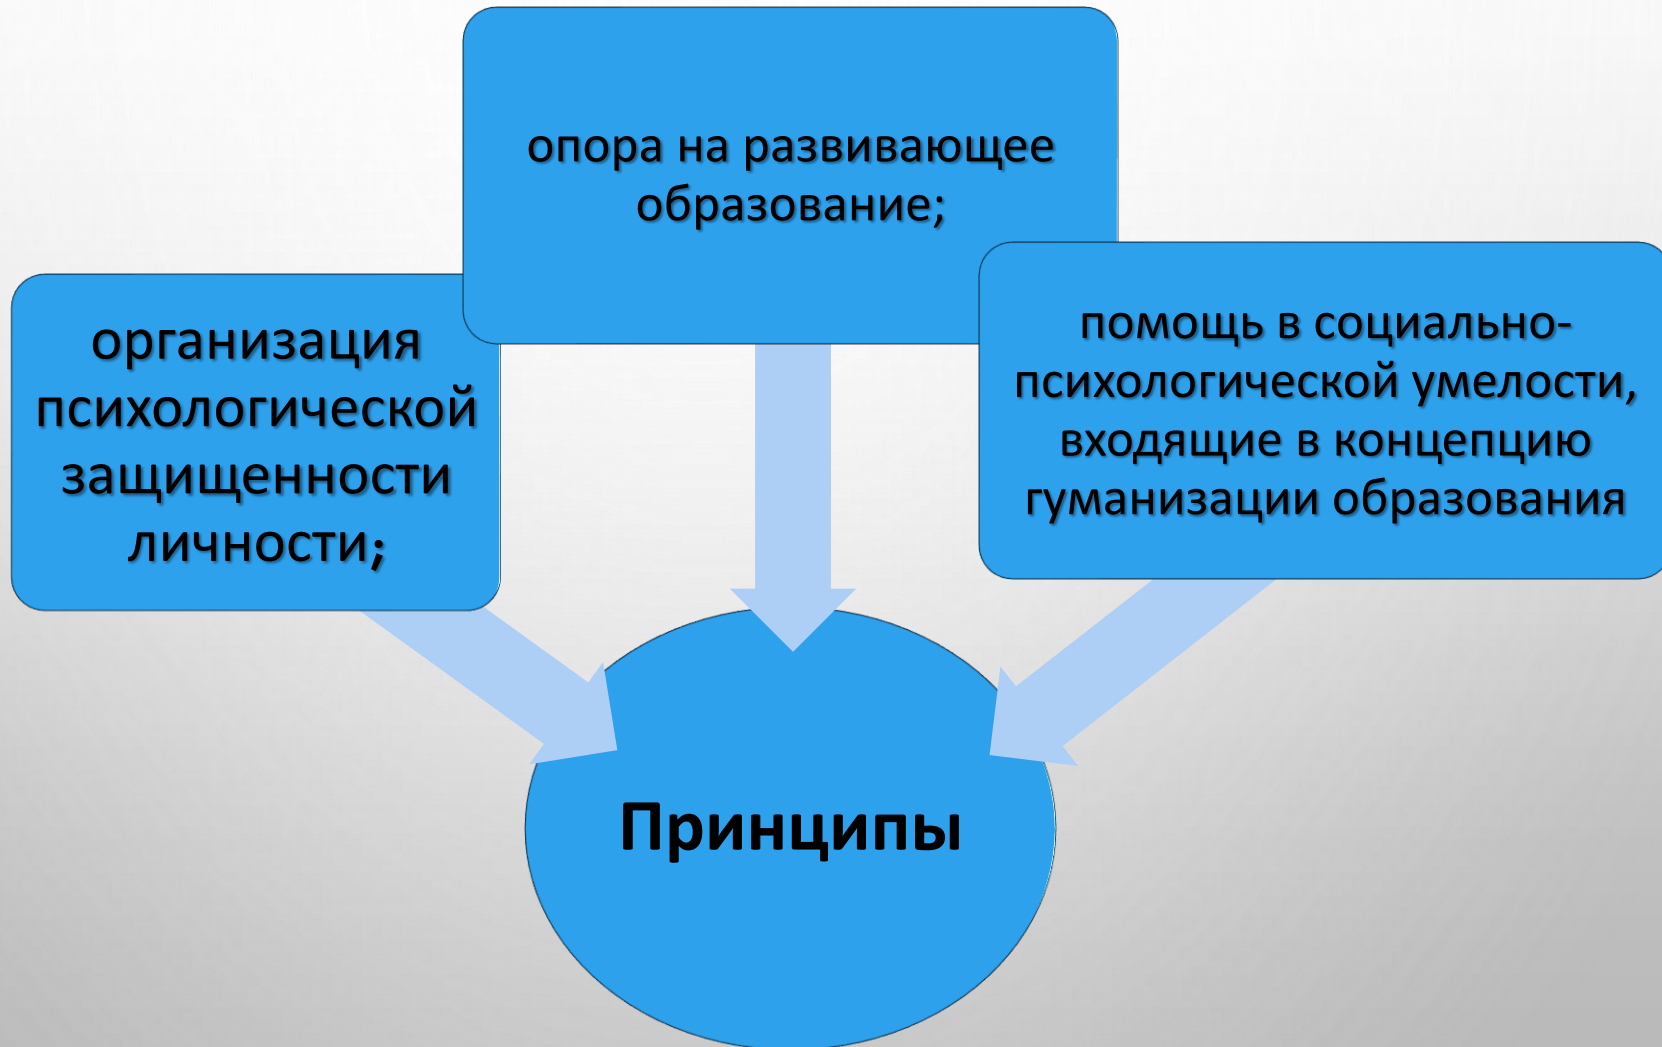 опора на развивающее
образование;
организация
психологической
защищенности
личности;
помощь в социально-
психологической умелости,
входящие в концепцию
гуманизации образования
Принципы